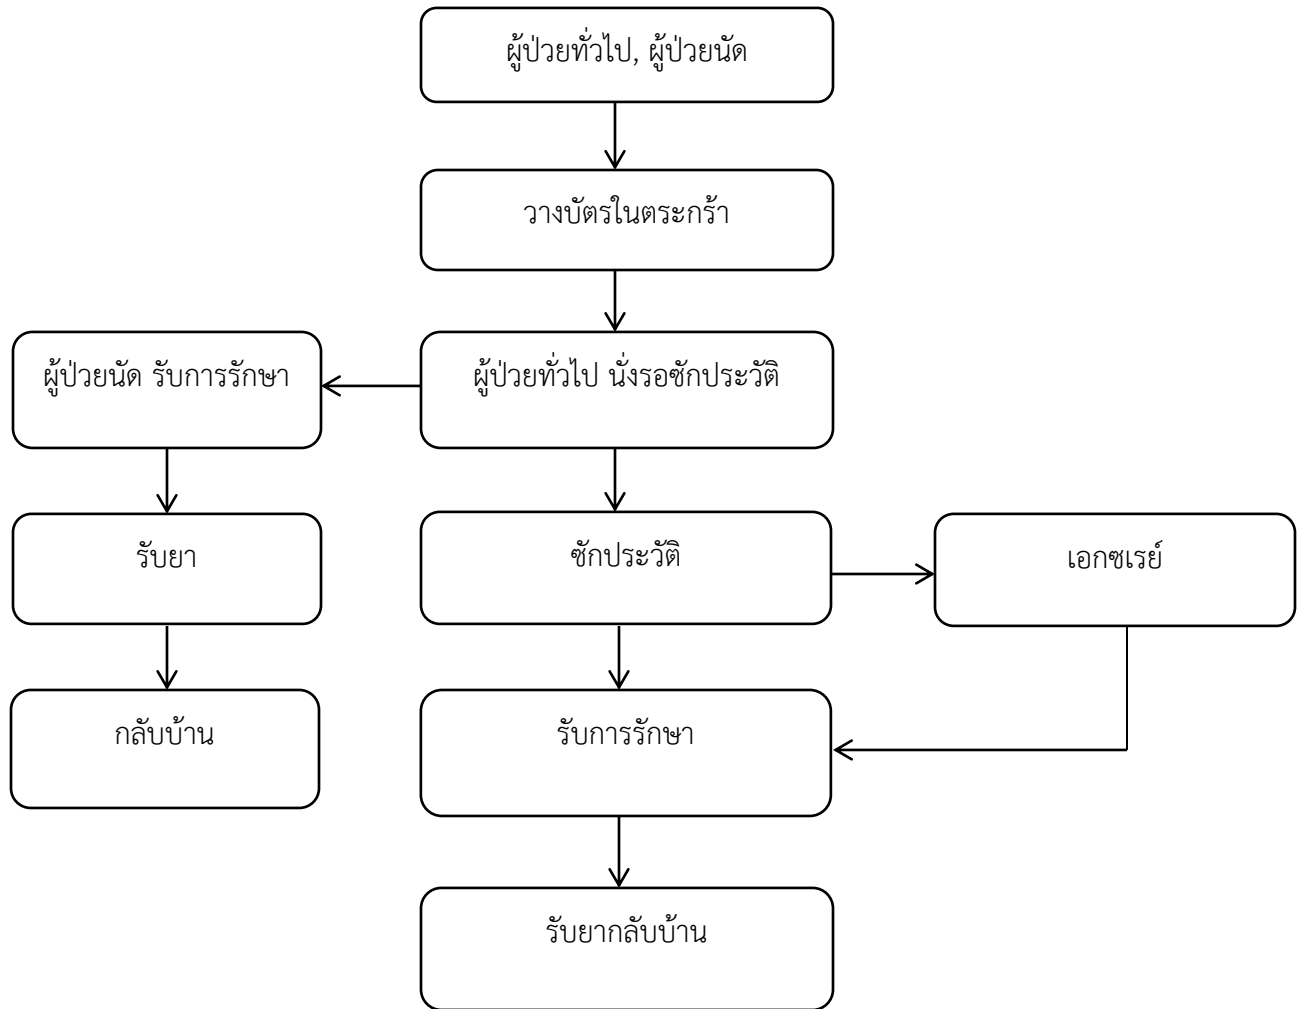 ผู้ป่วยทั่วไป, ผู้ป่วยนัด
วางบัตรในตระกร้า
ผู้ป่วยนัด รับการรักษา
ผู้ป่วยทั่วไป นั่งรอซักประวัติ
รับยา
ซักประวัติ
เอกซเรย์
กลับบ้าน
รับการรักษา
รับยากลับบ้าน